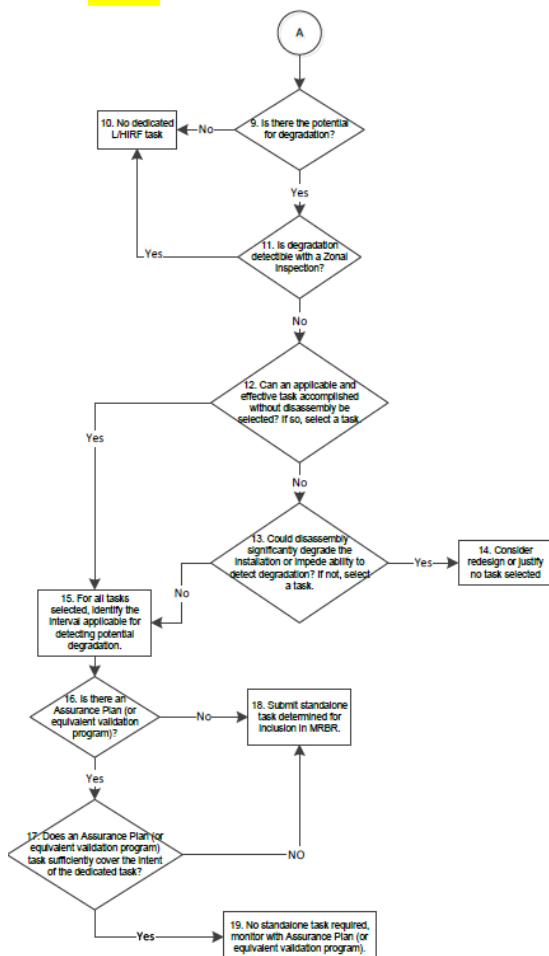 A
9. Is there the potential
for degradation?
10. No dedicated
L/HIRF task
No
Yes
11. Is degradation
detectible with a Zonal
Inspection?
Yes
No
12. Can an applicable and
effective task accomplished
without disassembly be
selected? If so, select a task.
Yes
No
13. Could disassembly
significantly degrade the
installation or impede ability to
detect degradation? If not, select
a task.
Yes
14. Consider
redesign or justify
no task selected
No
15. For all tasks
selected, identify the
interval applicable for
detecting potential
degradation.
16. Is there an
Assurance Plan (or
equivalent validation
program)?
No
18. Submit standalone
task determined for
inclusion in MRBR.
Yes
17. Does an Assurance Plan (or
equivalent validation program)
task sufficiently cover the intent
of the dedicated task?
NO
Yes
19. No standalone task required,
monitor with Assurance Plan (or
equivalent validation program).